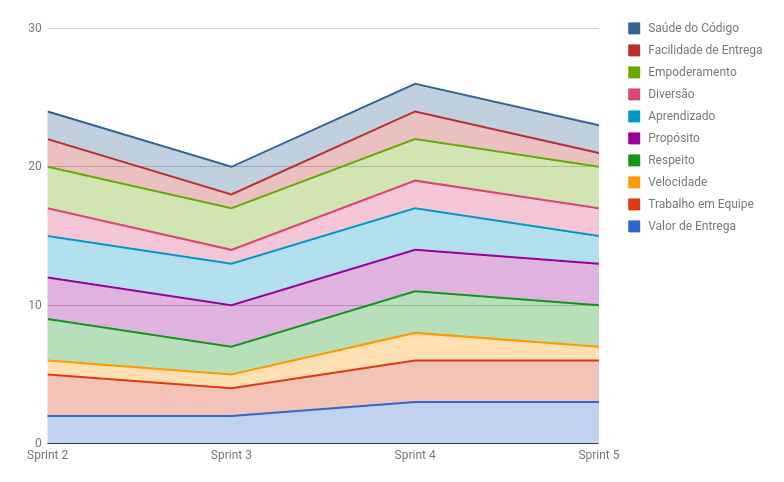 30
20
10
0
Sprint 2
Sprint 3
Sprint 4
Sprint 5
Saúde do Código
Facilidade de Entrega
Empoderamento
Diversão
Aprendizado
Propósito
Respeito
Velocidade
Trabalho em Equipe
Valor de Entrega